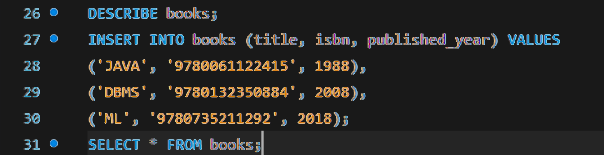 26 DESCRIBE books;
27 INSERT INTO books (title, isbn, published_year) VALUES
28 ('JAVA', '9780061122415', 1988),
29 ('DBMS', '9780132350884', 2008),
30 ('ML', '9780735211292', 2018);
31 SELECT * FROM books;